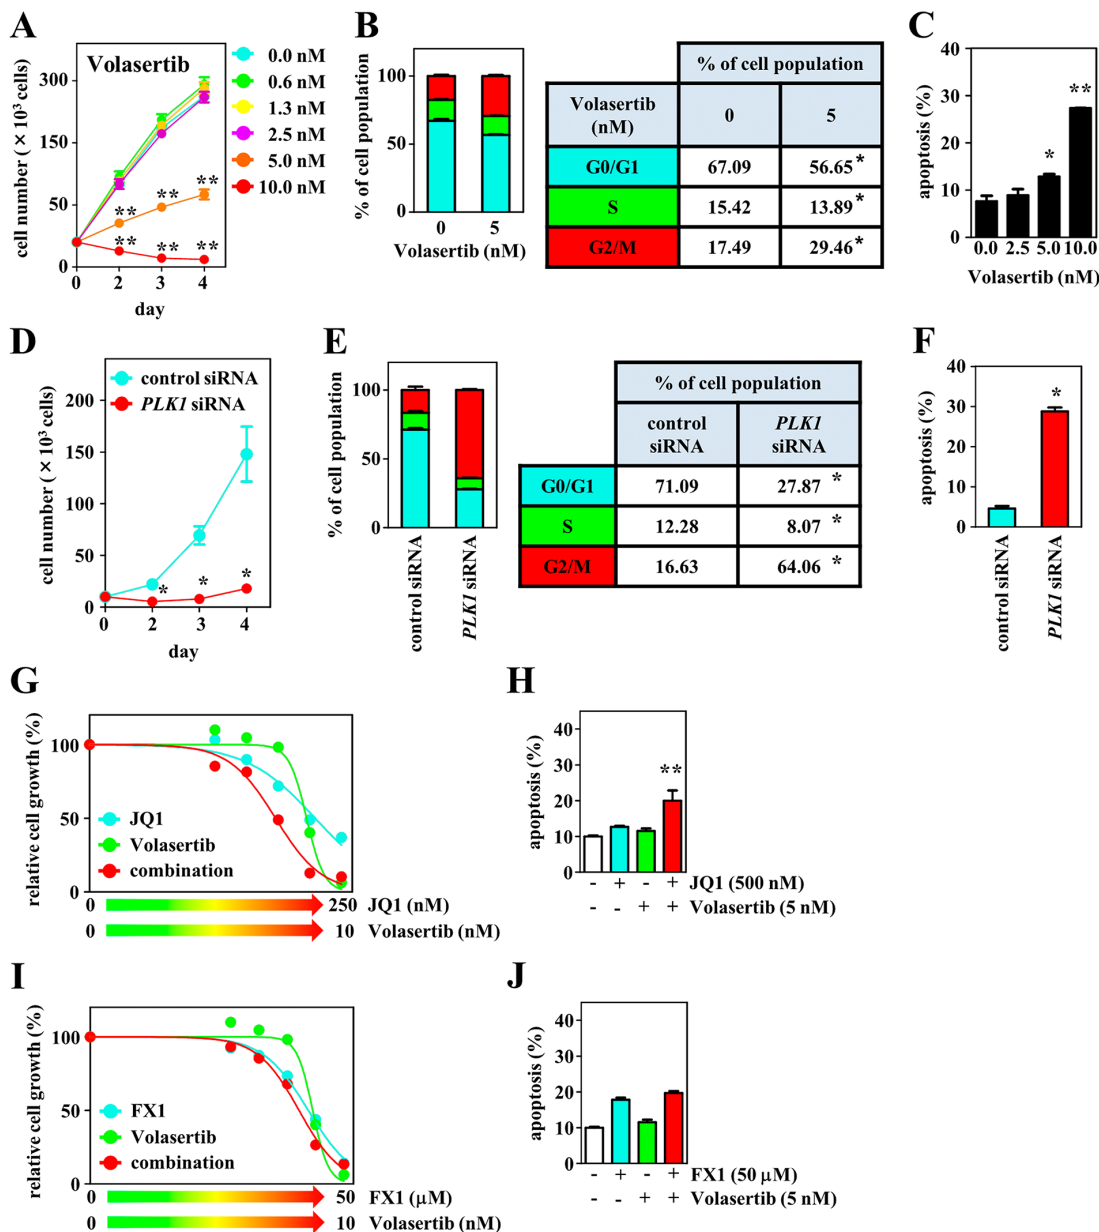 A
Volasertib
cell number (×10³ cells)
300
150
50
0
0
2
3
4
day
0.0 nM
0.6 nM
1.3 nM
2.5 nM
5.0 nM
10.0 nM
**
**
**
**
**
**
B
% of cell population
100
50
0
0 5
Volasertib (nM)
% of cell population
Volasertib (nM) 0 5
G0/G1 67.09 56.65*
S 15.42 13.89*
G2/M 17.49 29.46*
C
apoptosis (%)
40
30
20
10
0
*
**
0.0 2.5 5.0 10.0
Volasertib (nM)
D
cell number (×10³ cells)
200
150
100
50
0
control siRNA
PLK1 siRNA
*
*
*
0 2 3 4
day
E
% of cell population
100
50
0
control siRNA
PLK1 siRNA
% of cell population
control siRNA PLK1 siRNA
G0/G1 71.09 27.87 *
S 12.28 8.07 *
G2/M 16.63 64.06 *
F
apoptosis (%)
40
30
20
10
0
*
control siRNA
PLK1 siRNA
G
relative cell growth (%)
100
50
0
JQ1
Volasertib
combination
0 250 JQ1 (nM)
0 10 Volasertib (nM)
H
apoptosis (%)
40
30
20
10
0
**
- + - + JQ1 (500 nM)
- - + + Volasertib (5 nM)
I
relative cell growth (%)
100
50
0
FX1
Volasertib
combination
0 50 FX1 (μM)
0 10 Volasertib (nM)
J
apoptosis (%)
40
30
20
10
0
- + - + FX1 (50 μM)
- - + + Volasertib (5 nM)